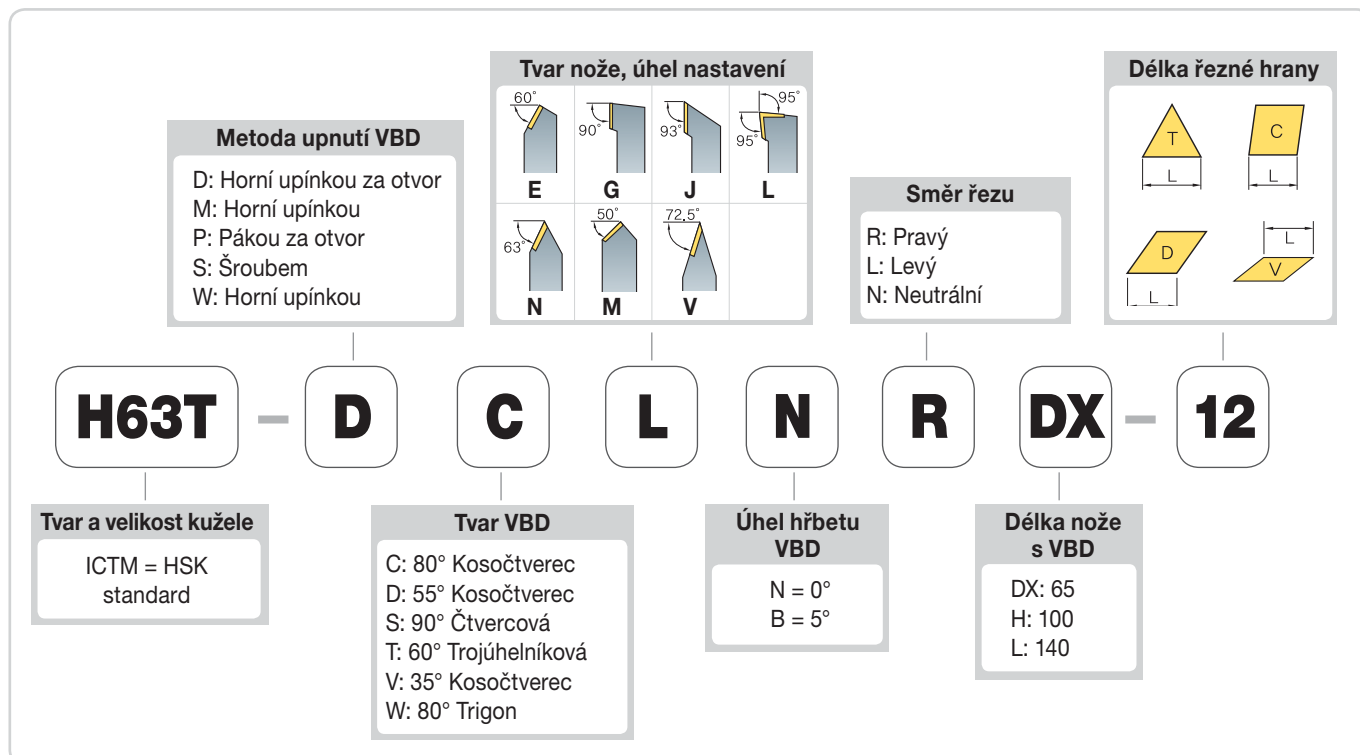 Tvar nože, úhel nastavení
60°
90°
93°
95°
95°
E
G
J
L
63°
50°
72.5°
N
M
V
Délka řezné hrany
T
L
C
L
D
L
V
L
Metoda upnutí VBD
D: Horní upínkou za otvor
M: Horní upínkou
P: Pákou za otvor
S: Šroubem
W: Horní upínkou
Směr řezu
R: Pravý
L: Levý
N: Neutrální
H63T – D C L N R DX – 12
Tvar a velikost kužele
ICTM = HSK
standard
Tvar VBD
C: 80° Kosočtverec
D: 55° Kosočtverec
S: 90° Čtvercová
T: 60° Trojúhelníková
V: 35° Kosočtverec
W: 80° Trigon
Úhel hřbetu
VBD
N = 0°
B = 5°
Délka nože
s VBD
DX: 65
H: 100
L: 140